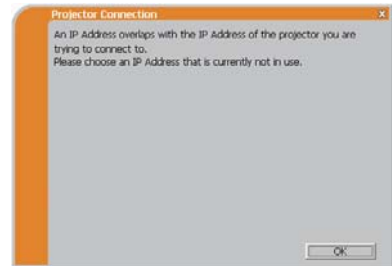 Projector Connection
X
An IP Address overlaps with the IP Address of the projector you are
trying to connect to.
Please choose an IP Address that is currently not in use.
OK